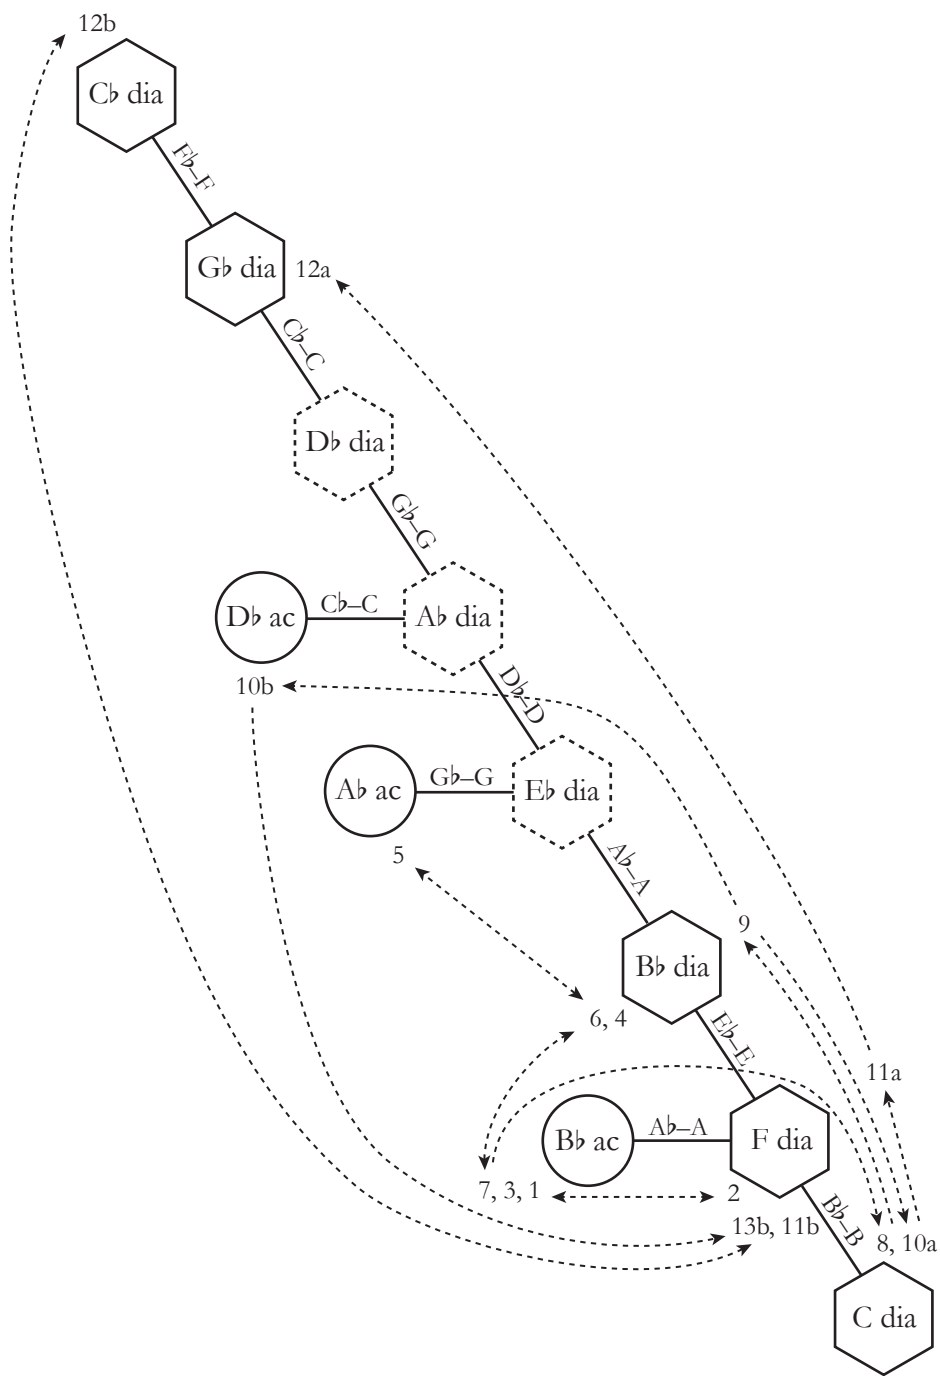 12b
C♭ dia
F♭–F
G♭ dia
12a
C♭–C
D♭ dia
G♭–G
D♭ ac
C♭–C
A♭ dia
10b
D♭–D
A♭ ac
G♭–G
E♭ dia
5
A♭–A
9
B♭ dia
6, 4
E♭–E
11a
B♭ ac
A♭–A
F dia
7, 3, 1
2
B♭–B
13b, 11b
8, 10a
C dia